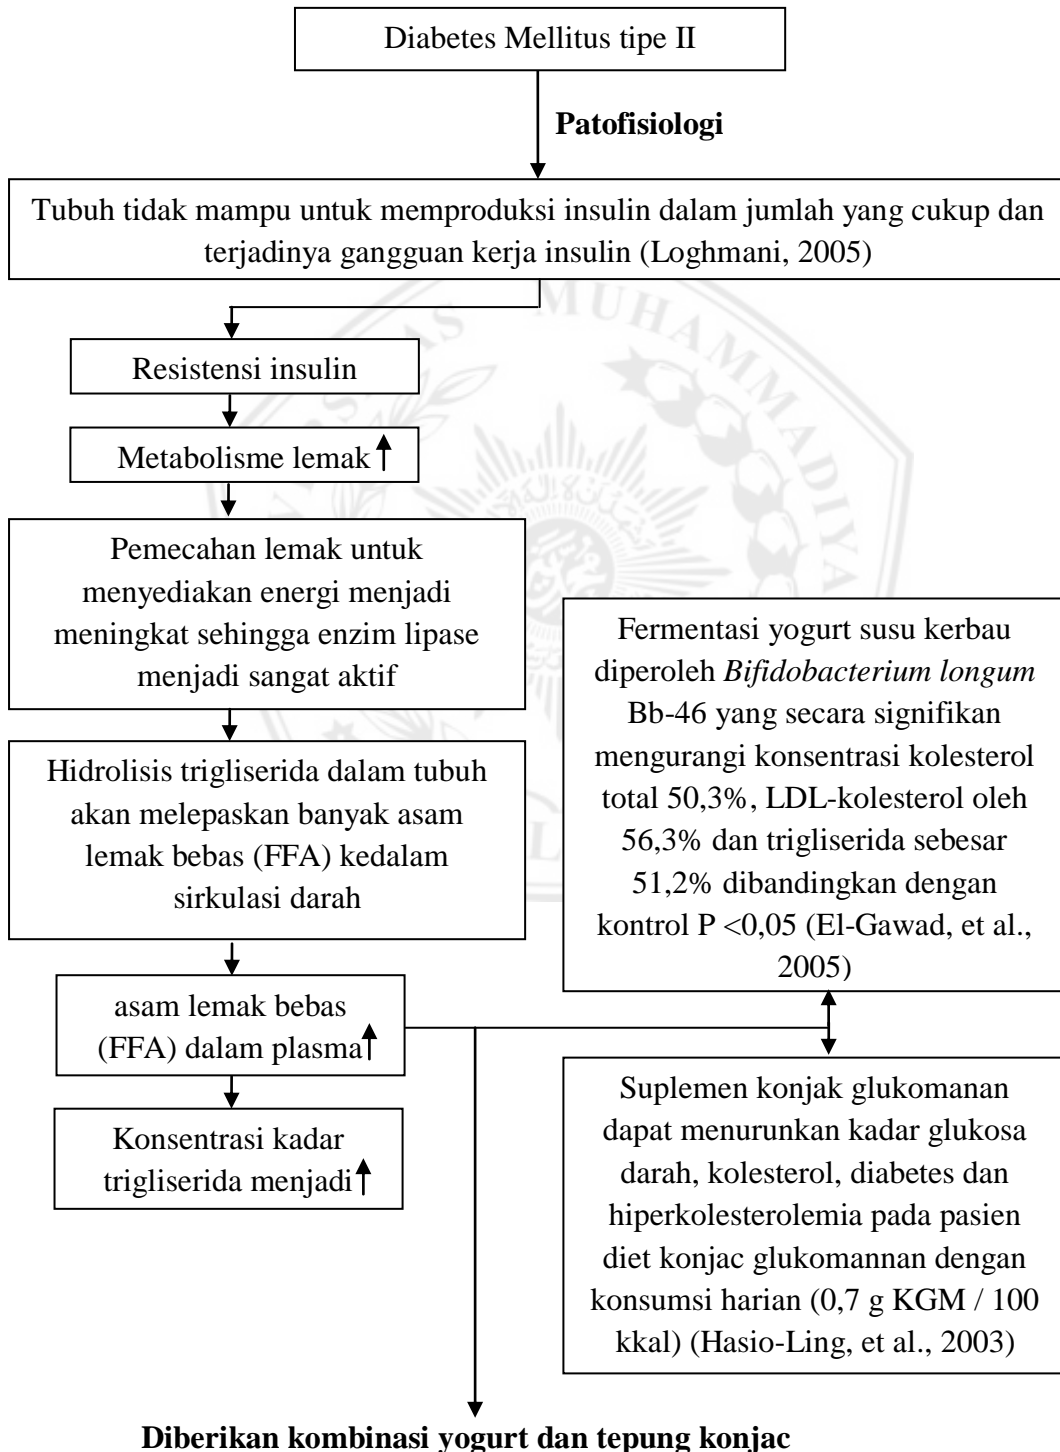 Diabetes Mellitus tipe II
Patofisiologi
Tubuh tidak mampu untuk memproduksi insulin dalam jumlah yang cukup dan
terjadinya gangguan kerja insulin (Loghmani, 2005)
Resistensi insulin
Metabolisme lemak
Pemecahan lemak untuk
menyediakan energi menjadi
meningkat sehingga enzim lipase
menjadi sangat aktif
Hidrolisis trigliserida dalam tubuh
akan melepaskan banyak asam
lemak bebas (FFA) kedalam
sirkulasi darah
asam lemak bebas
(FFA) dalam plasma
Konsentrasi kadar
trigliserida menjadi
Fermentasi yogurt susu kerbau
diperoleh Bifidobacterium longum
Bb-46 yang secara signifikan
mengurangi konsentrasi kolesterol
total 50,3%, LDL-kolesterol oleh
56,3% dan trigliserida sebesar
51,2% dibandingkan dengan
kontrol P <0,05 (El-Gawad, et al.,
2005)
Suplemen konjak glukomanan
dapat menurunkan kadar glukosa
darah, kolesterol, diabetes dan
hiperkolesterolemia pada pasien
diet konjac glukomannan dengan
konsumsi harian (0,7 g KGM / 100
kkal) (Hasio-Ling, et al., 2003)
Diberikan kombinasi yogurt dan tepung konjac
MUHAMMADIYA